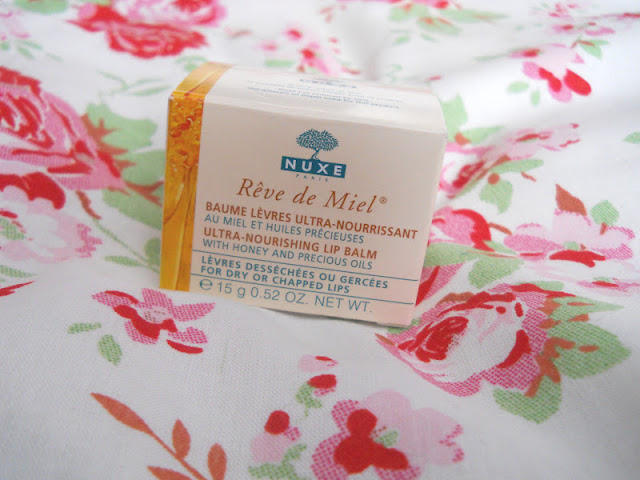 NUXE
PARIS
Rêve de Miel®
BAUME LÈVRES ULTRA-NOURRISSANT
AU MIEL ET HUILES PRÉCIEUSES
ULTRA-NOURISHING LIP BALM
WITH HONEY AND PRECIOUS OILS
LÈVRES DESSÉCHÉES OU GERCÉES
FOR DRY OR CHAPPED LIPS
℮ 15 g 0.52 OZ. NET WT.